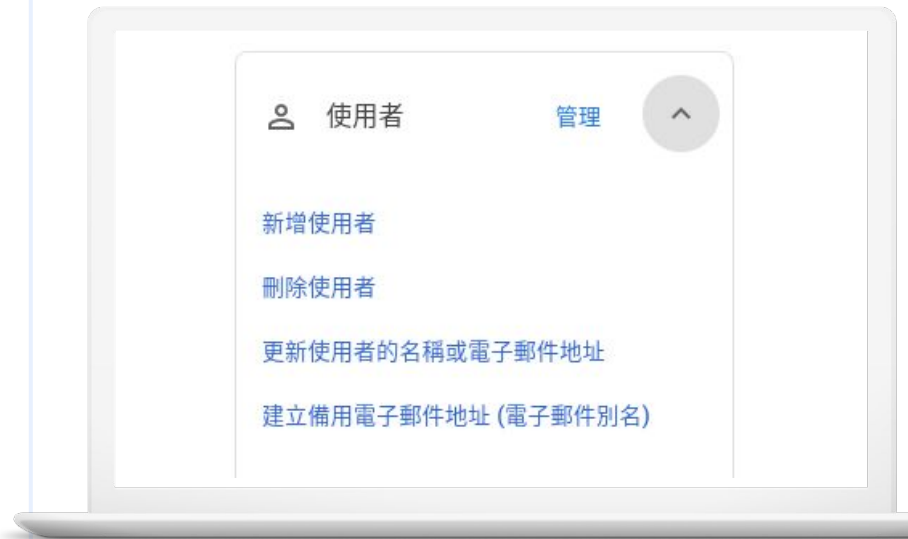 使用者 管理
新增使用者
刪除使用者
更新使用者的名稱或電子郵件地址
建立備用電子郵件地址 (電子郵件別名)